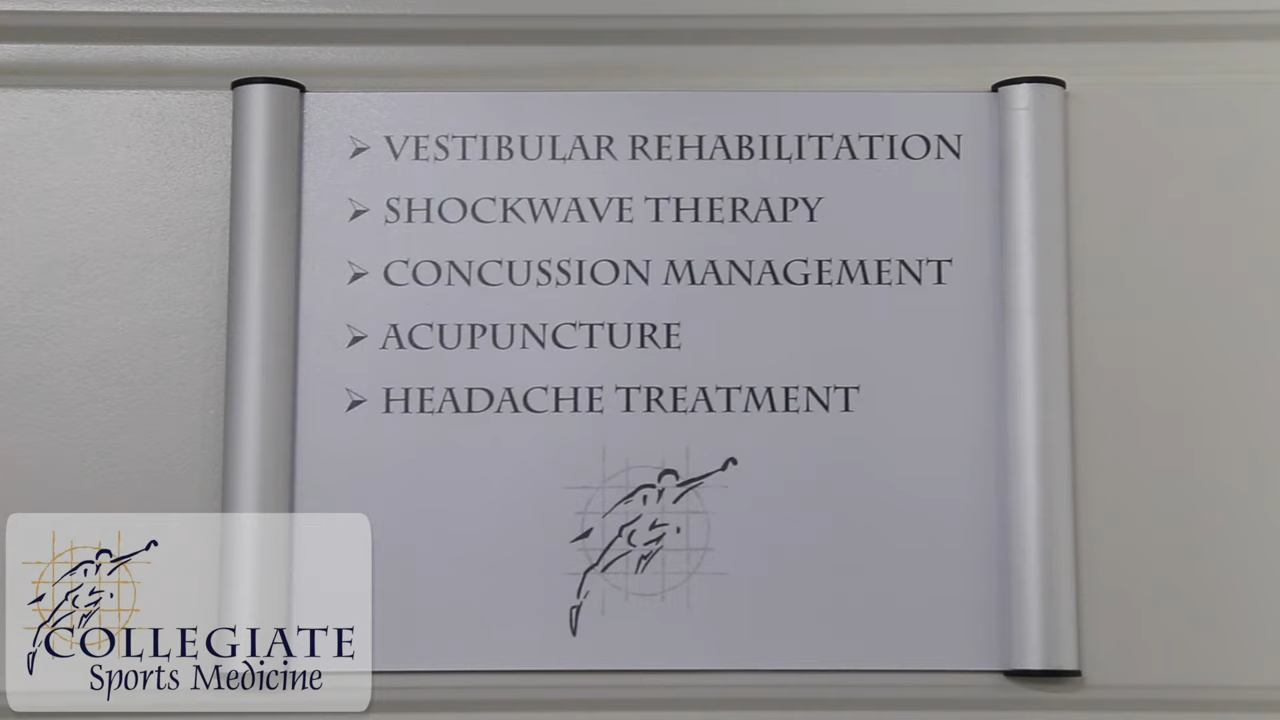 VESTIBULAR REHABILITATION
SHOCKWAVE THERAPY
CONCUSSION MANAGEMENT
ACUPUNCTURE
HEADACHE TREATMENT
COLLEGIATE
Sports Medicine